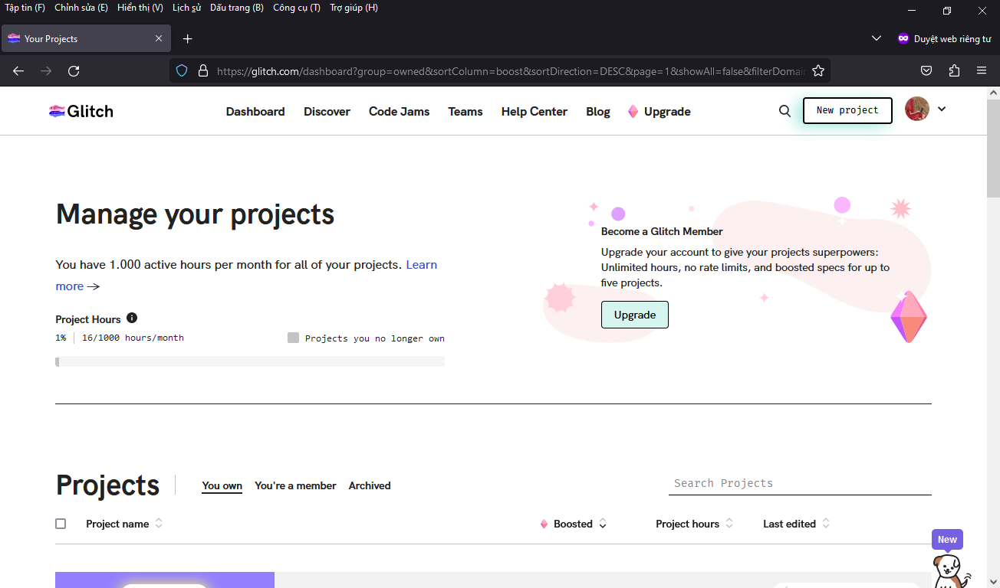 Tập tin (F) Chỉnh sửa (E) Hiển thị (V) Lịch sử Dấu trang (B) Công cụ (T) Trợ giúp (H)
Your Projects
Duyệt web riêng tư
https://glitch.com/dashboard?group=owned&sortColumn=boost&sortDirection=DESC&page=1&showAll=false&filterDomain
Glitch
Dashboard Discover Code Jams Teams Help Center Blog Upgrade
New project
Manage your projects
You have 1.000 active hours per month for all of your projects. Learn
more →
Project Hours
1% 16/1000 hours/month
Projects you no longer own
Become a Glitch Member
Upgrade your account to give your projects superpowers:
Unlimited hours, no rate limits, and boosted specs for up to
five projects.
Upgrade
Projects
You own You're a member Archived
Search Projects
Project name Boosted Project hours Last edited
New